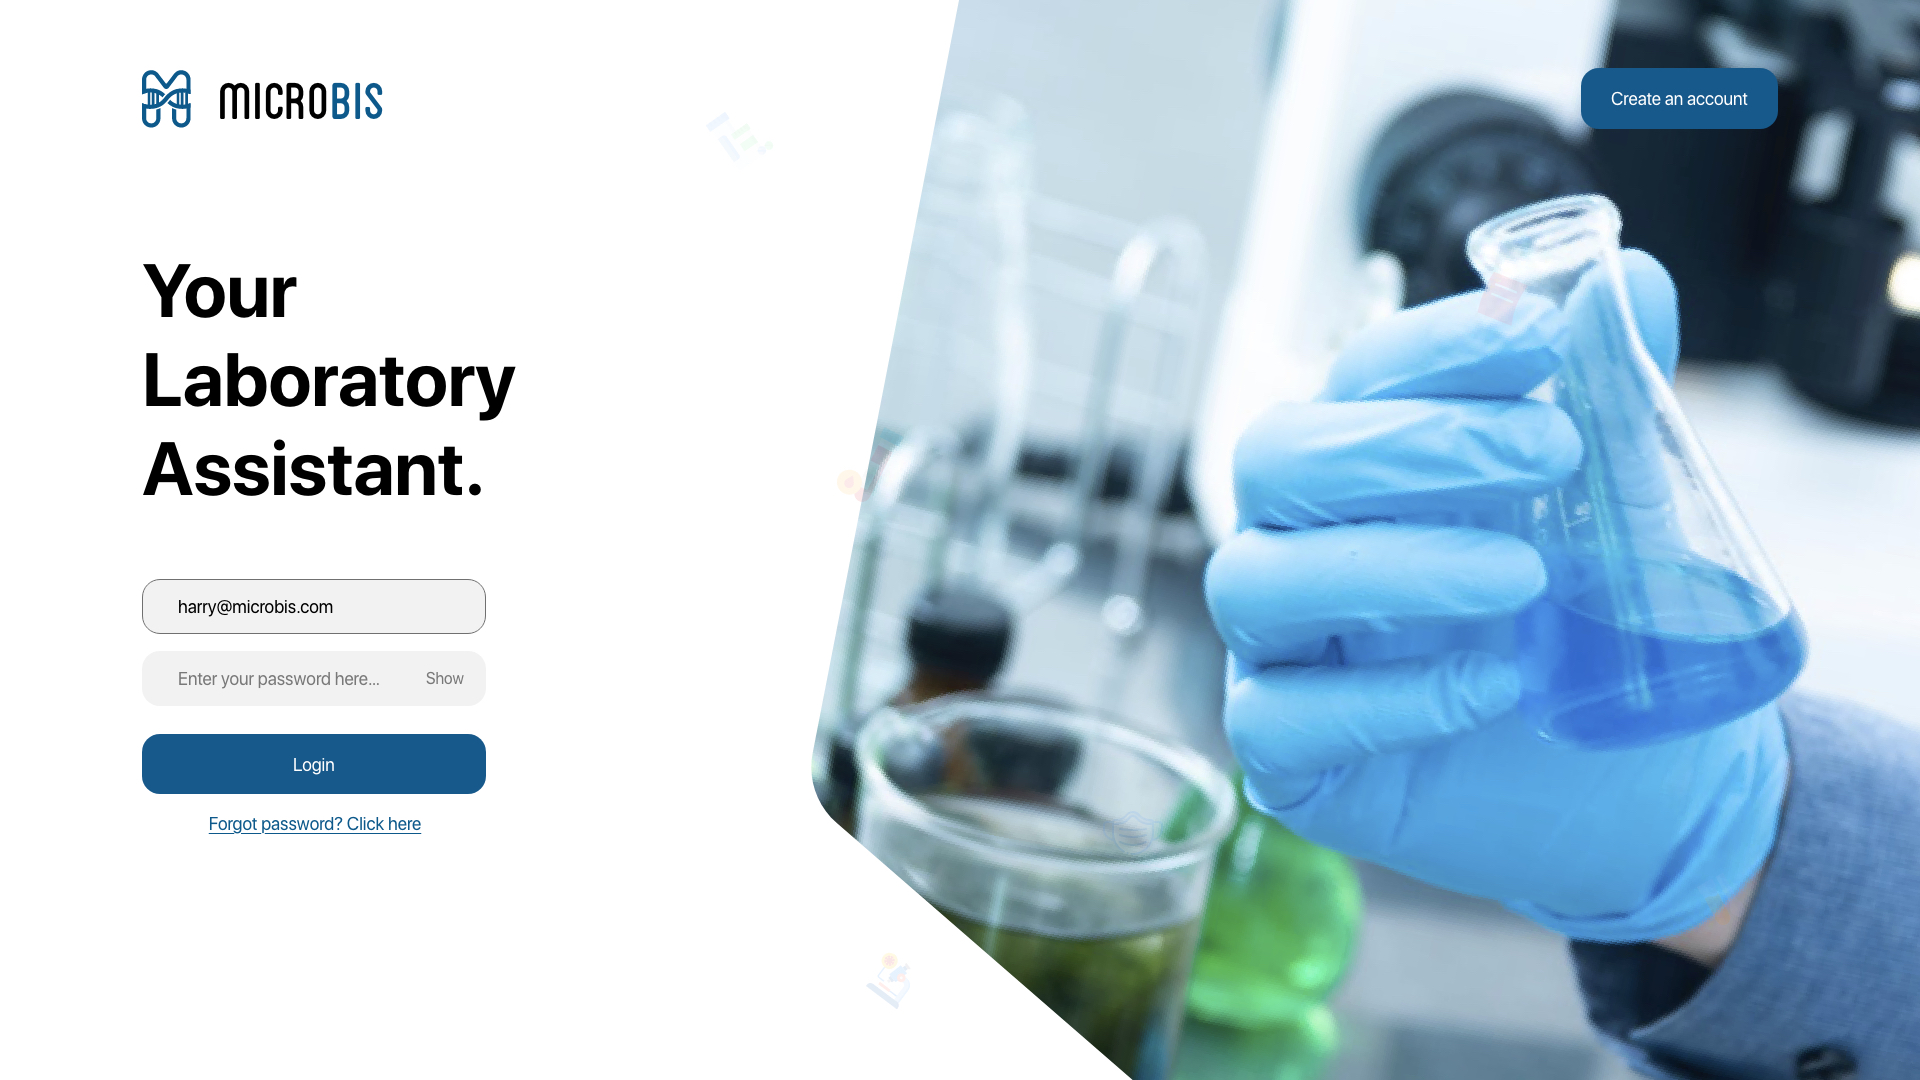 MICROBIS
Create an account
Your
Laboratory
Assistant.
harry@microbis.com
Enter your password here...
Show
Login
Forgot password? Click here